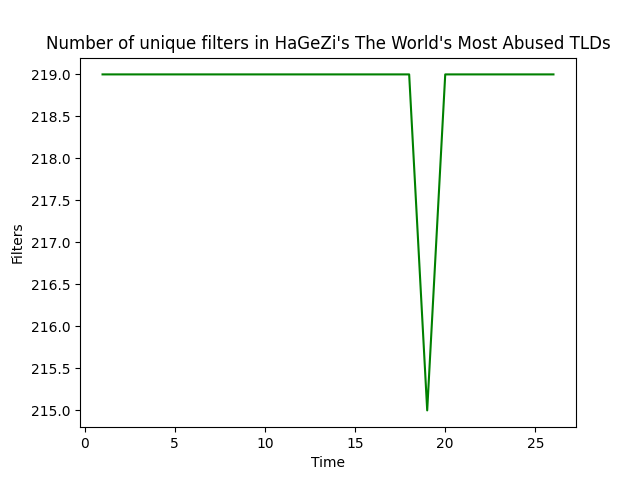 Number of unique filters in HaGeZi's The World's Most Abused TLDs
219.0
218.5
218.0
217.5
217.0
216.5
216.0
215.5
215.0
Filters
0 5 10 15 20 25
Time